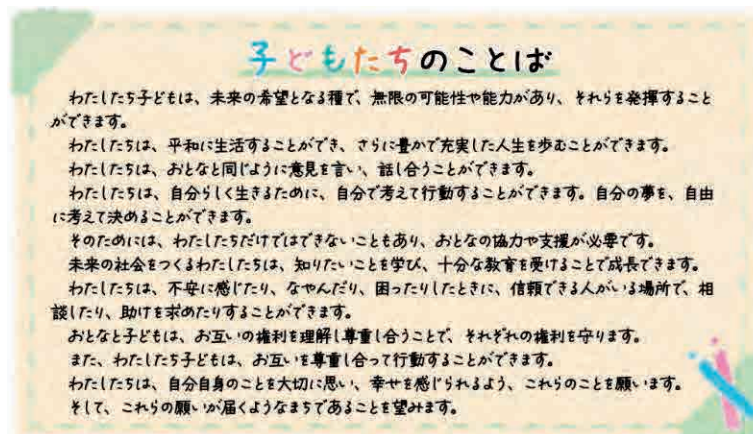 子どもたちのことば
わたしたち子どもは、未来の希望となる種で、無限の可能性や能力があり、それらを発揮すること
ができます。
わたしたちは、平和に生活することができ、さらに豊かで充実した人生を歩むことができます。
わたしたちは、おとなと同じように意見を言い、話し合うことができます。
わたしたちは、自分らしく生きるために、自分で考えて行動することができます。自分の夢を、自由
に考えて決めることができます。
そのためには、わたしたちだけではできないこともあり、おとなの協力や支援が必要です。
未来の社会をつくるわたしたちは、知りたいことを学び、十分な教育を受けることで成長できます。
わたしたちは、不安に感じたり、なやんだり、困ったりしたときに、信頼できる人がいる場所で、相
談したり、助けを求めたりすることができます。
おとなと子どもは、お互いの権利を理解し尊重し合うことで、それぞれの権利を守ります。
また、わたしたち子どもは、お互いを尊重し合って行動することができます。
わたしたちは、自分自身のことを大切に思い、幸せを感じられるよう、これらのことを願います。
そして、これらの願いが届くようなまちであることを望みます。